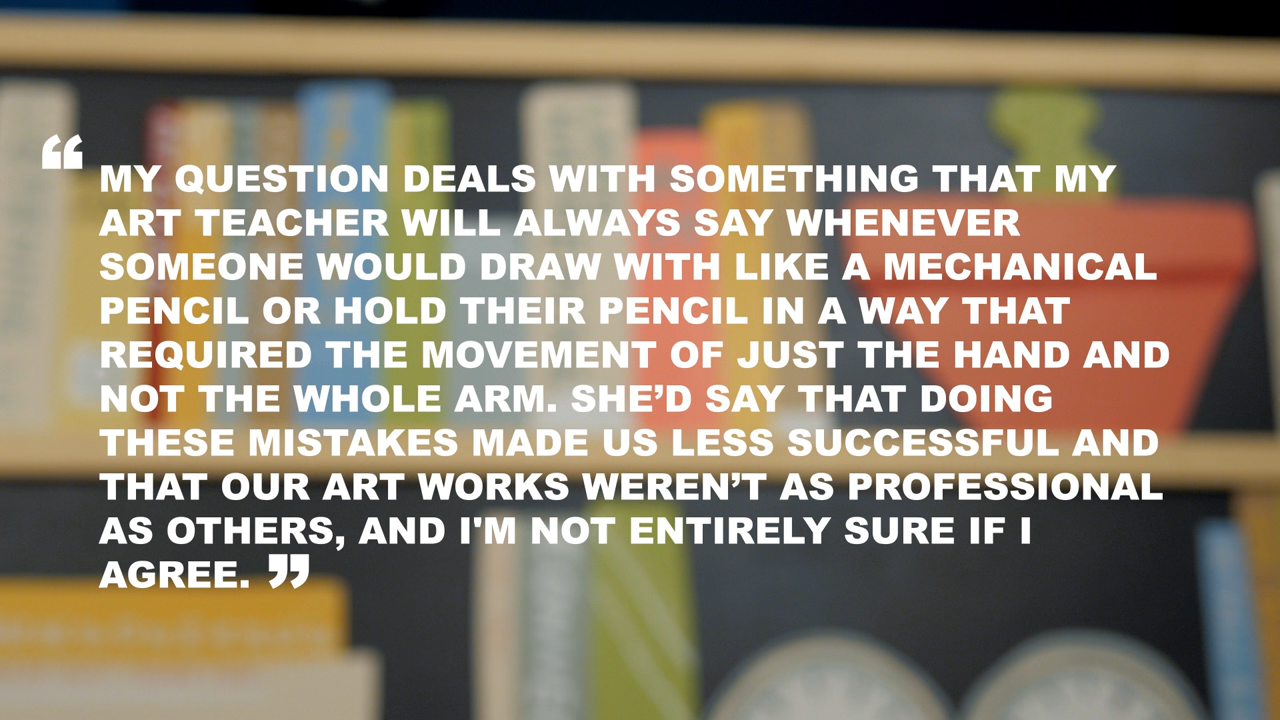 “ MY QUESTION DEALS WITH SOMETHING THAT MY
ART TEACHER WILL ALWAYS SAY WHENEVER
SOMEONE WOULD DRAW WITH LIKE A MECHANICAL
PENCIL OR HOLD THEIR PENCIL IN A WAY THAT
REQUIRED THE MOVEMENT OF JUST THE HAND AND
NOT THE WHOLE ARM. SHE’D SAY THAT DOING
THESE MISTAKES MADE US LESS SUCCESSFUL AND
THAT OUR ART WORKS WEREN’T AS PROFESSIONAL
AS OTHERS, AND I'M NOT ENTIRELY SURE IF I
AGREE. ”